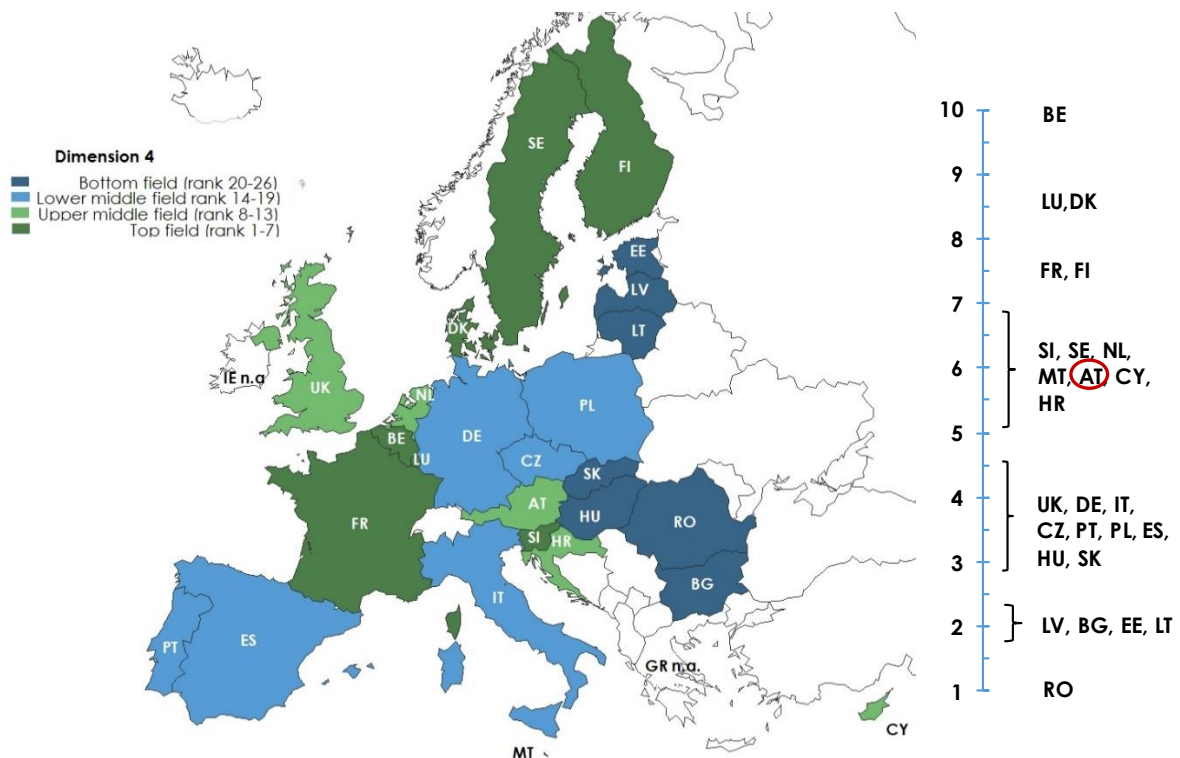 Dimension 4
Bottom field (rank 20-26)
Lower middle field rank 14-19)
Upper middle field (rank 8-13)
Top field (rank 1-7)
SE
FI
EE
LV
LT
DK
IE n.a
UK
NL
PL
BE
DE
LU
CZ
SK
AT
FR
HU
RO
SI
HR
BG
IT
PT
ES
GR n.a.
MT
CY
10
BE
9
LU,DK
8
FR, FI
7
SI, SE, NL,
6
MT, AT, CY,
HR
5
4
UK, DE, IT,
CZ, PT, PL, ES,
3
HU, SK
2
LV, BG, EE, LT
1
RO